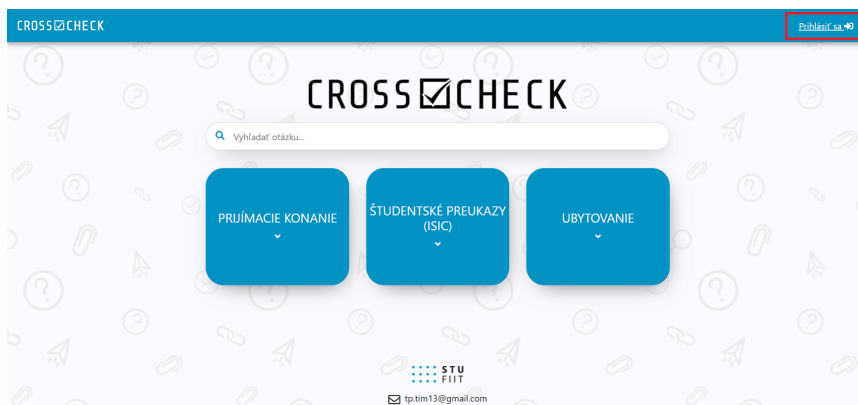 CROSS CHECK
Prihlásiť sa
CROSS CHECK
Vyhľadať otázku...
PRIJÍMACIE KONANIE
ŠTUDENTSKÉ PREUKAZY
(ISIC)
UBYTOVANIE
STU
FIIT
tp.tim13@gmail.com